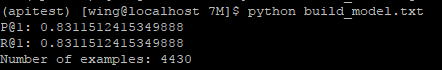 (apitest) [wing@localhost 7M]$ python build_model.txt
P@1: 0.8311512415349888
R@1: 0.8311512415349888
Number of examples: 4430